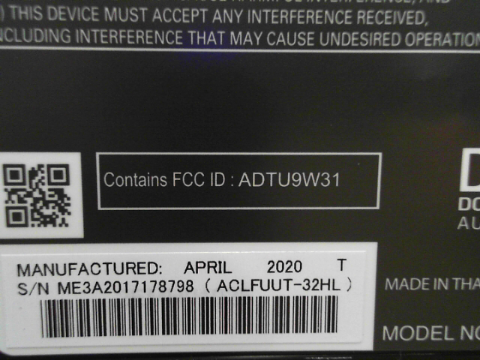 ) THIS DEVICE MUST ACCEPT ANY INTERFERENCE RECEIVED,
INCLUDING INTERFERENCE THAT MAY CAUSE UNDESIRED OPERATION
Contains FCC ID : ADTU9W31
AU
MANUFACTURED: APRIL 2020 T
S/N ME3A2017178798 ( ACLFUUT-32HL )
MADE IN THA
MODEL NO